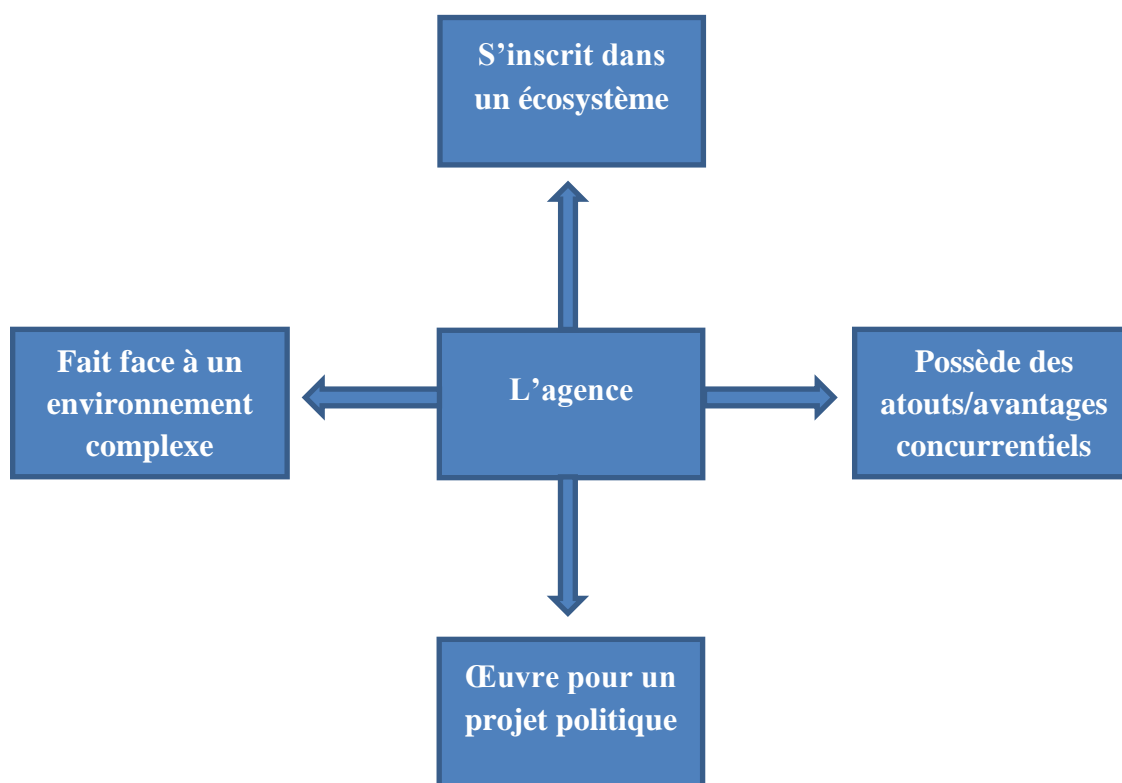 S’inscrit dans
un écosystème
Fait face à un
environnement
complexe
L’agence
Possède des
atouts/avantages
concurrentiels
Œuvre pour un
projet politique